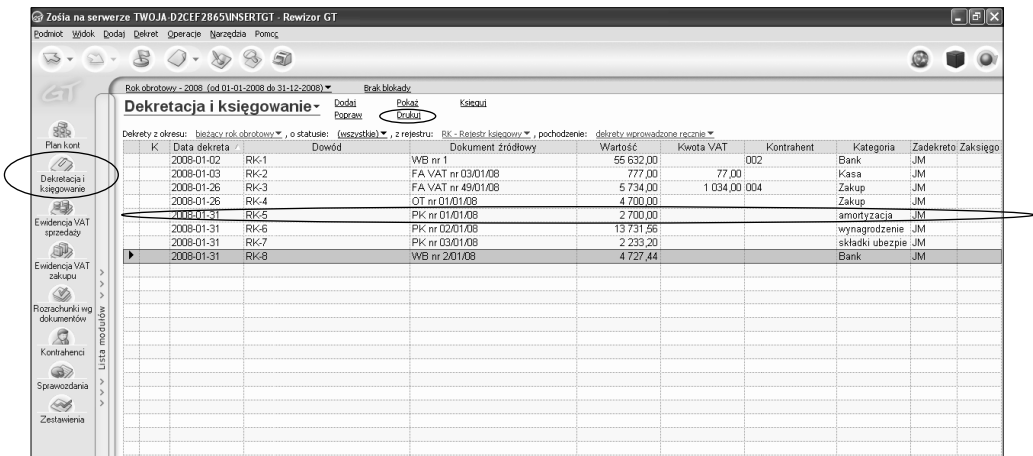 Zośia na serwerze TWOJA-D2CEF2865\INSERTGT - Rewizor GT
Podmiot Widok Dodaj Dekret Operacje Narzędzia Pomoc
GT
Rok obrotowy - 2008 (od 01-01-2008 do 31-12-2008) Brak blokady
Dekretacja i księgowanie Dodaj Pokaż Księguj
Popraw Drukuj
Dekrety z okresu: bieżący rok obrotowy , o statusie: (wszystkie) , z rejestru: RK - Rejestr księgowy , pochodzenie: dekrety wprowadzone ręcznie
K Data dekreta Dowód Dokument źródłowy Wartość Kwota VAT Kontrahent Kategoria Zadekreto Zaksięgo
2008-01-02 RK-1 WB nr 1 55 632,00 002 Bank JM
2008-01-03 RK-2 FA VAT nr 03/01/08 777,00 77,00 Kasa JM
2008-01-26 RK-3 FA VAT nr 49/01/08 5 734,00 1 034,00 004 Zakup JM
2008-01-26 RK-4 OT nr 01/01/08 4 700,00 Zakup JM
2008-01-31 RK-5 PK nr 01/01/08 2 700,00 amortyzacja JM
2008-01-31 RK-6 PK nr 02/01/08 13 731,56 wynagrodzenie JM
2008-01-31 RK-7 PK nr 03/01/08 2 233,20 składki ubezpie JM
2008-01-31 RK-8 WB nr 2/01/08 4 727,44 Bank JM
Plan kont
Dekretacja i
księgowanie
Ewidencja VAT
sprzedaży
Ewidencja VAT
zakupu
Rozrachunki wg
dokumentów
Kontrahenci
Sprawozdania
Zestawienia
Lista modułów